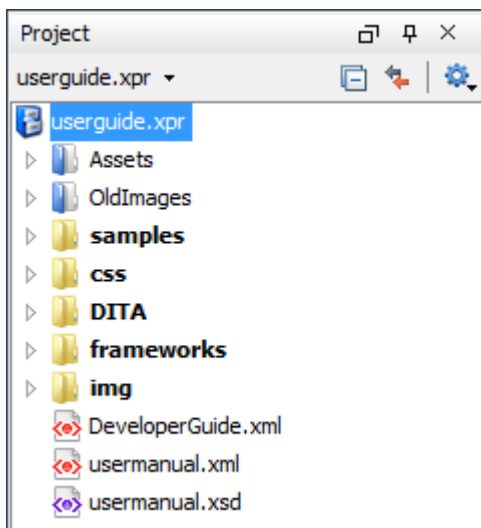 Project
userguide.xpr
userguide.xpr
Assets
OldImages
samples
css
DITA
frameworks
img
DeveloperGuide.xml
usermanual.xml
usermanual.xsd